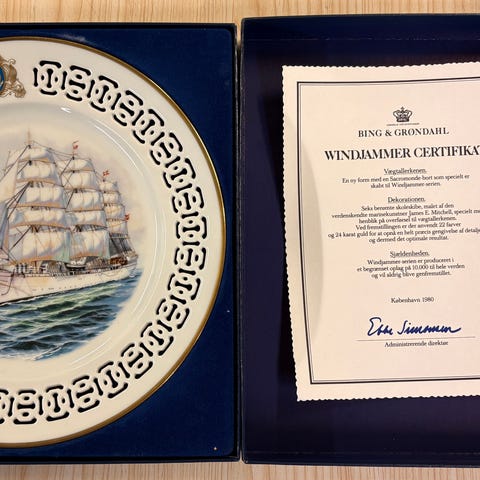 BING & GRØNDAHL
WINDJAMMER CERTIFIKAT
Vægtallerkenen.
En ny form med en Sacromonde-bort som specielt er
skabt til Windjammer-serien.
Dekorationen.
Seks berømte skoleskibe, malet af den
verdenskendte marinekunstner James E. Mitchell, specielt med
henblik på overførsel til vægtallerkenen.
Ved fremstillingen er der anvendt 22 farver
og 24 karat guld for at opnå en helt præcis gengivelse af detaljer
og dermed det optimale resultat.
Sjældenheden.
Windjammer-serien er produceret i
et begrænset oplag på 10.000 til hele verden
og vil aldrig blive genfremstillet.
København 1980
Administrerende direktør